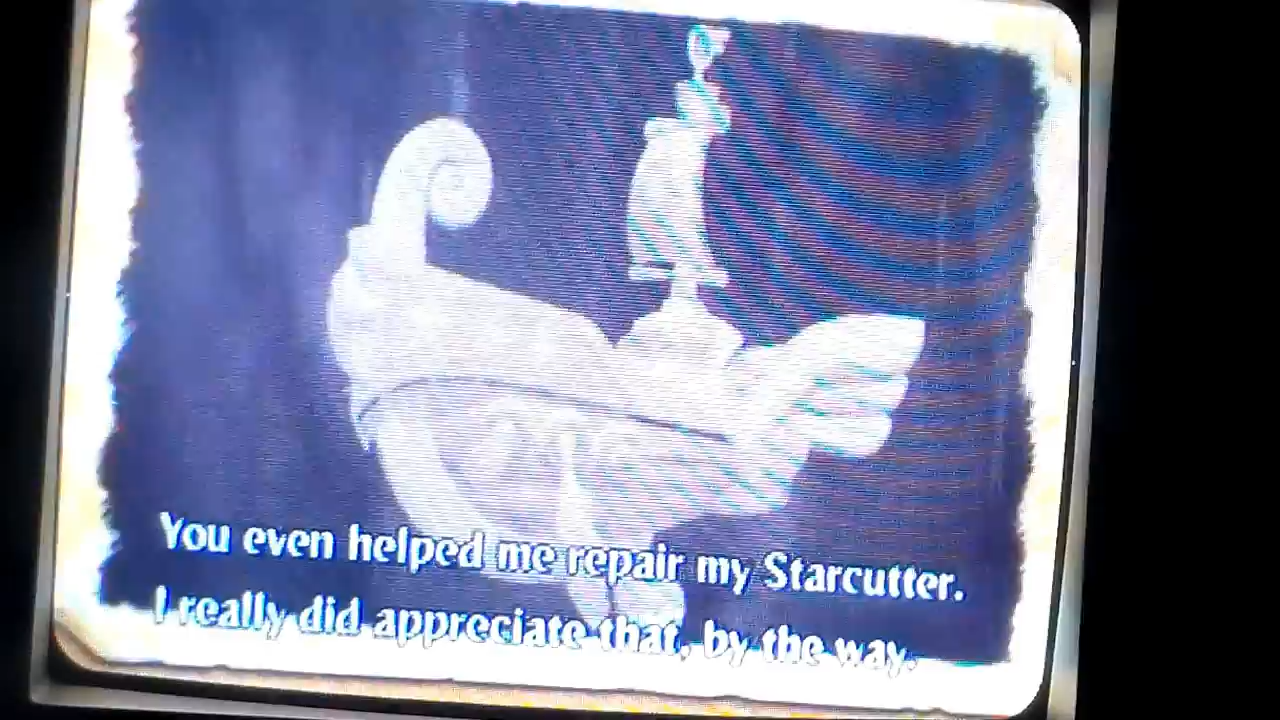 You even helped me repair my Starcutter.
I really did appreciate that, by the way.